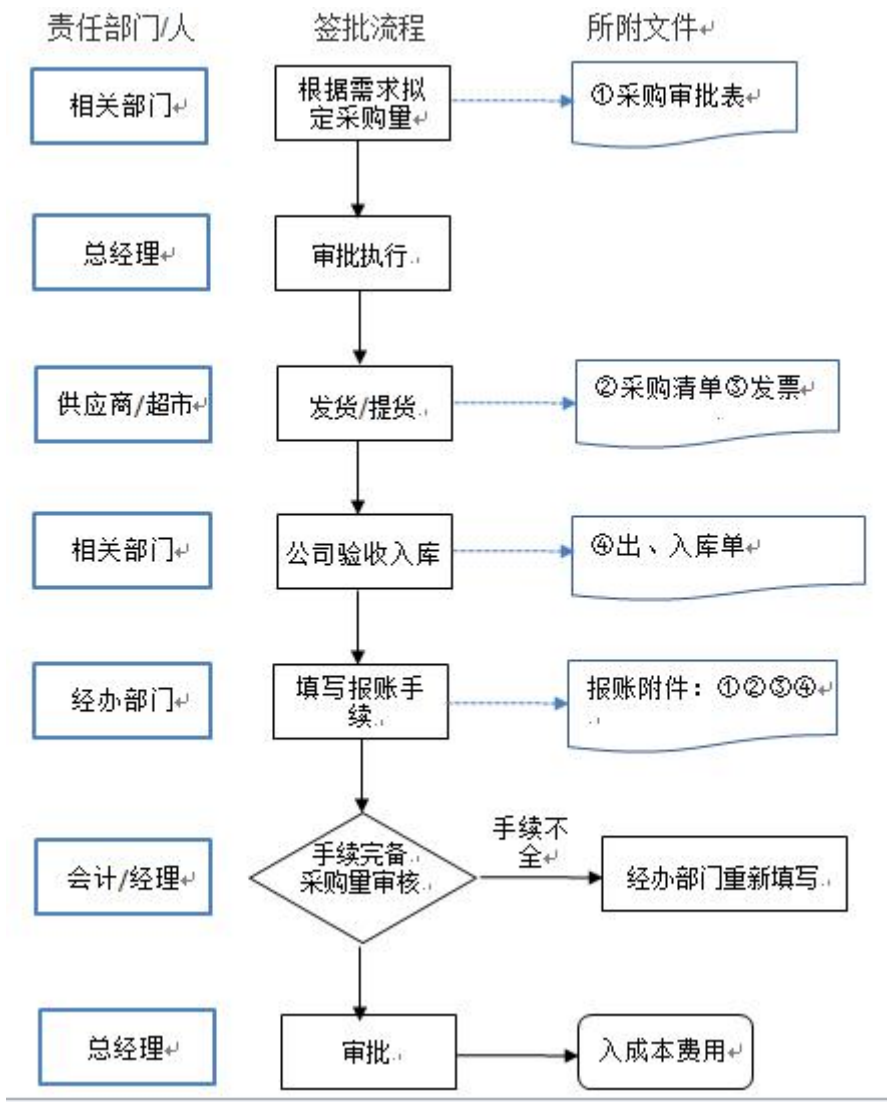 责任部门/人 签批流程 所附文件
相关部门
根据需求拟
定采购量
①采购审批表
总经理
审批执行
供应商/超市
发货/提货
②采购清单③发票
相关部门
公司验收入库
④出、入库单
经办部门
填写报账手
续
报账附件：①②③④
会计/经理
手续完备
采购量审核
手续不
全
经办部门重新填写
总经理
审批
入成本费用